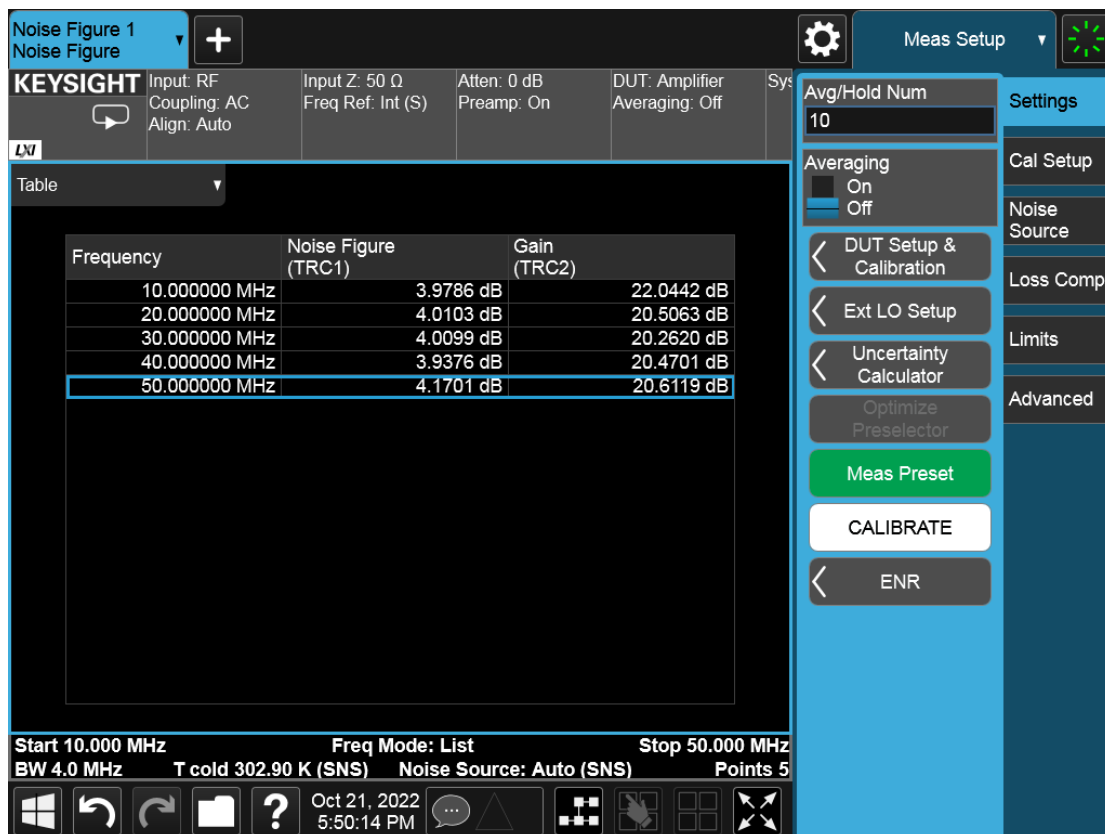 Noise Figure 1
Noise Figure
Meas Setup
KEYSIGHT
LXI
Input: RF
Coupling: AC
Align: Auto
Input Z: 50 Ω
Freq Ref: Int (S)
Atten: 0 dB
Preamp: On
DUT: Amplifier
Averaging: Off
Sys
Table
Frequency Noise Figure (TRC1) Gain (TRC2)
10.000000 MHz 3.9786 dB 22.0442 dB
20.000000 MHz 4.0103 dB 20.5063 dB
30.000000 MHz 4.0099 dB 20.2620 dB
40.000000 MHz 3.9376 dB 20.4701 dB
50.000000 MHz 4.1701 dB 20.6119 dB
Start 10.000 MHz Freq Mode: List Stop 50.000 MHz
BW 4.0 MHz T cold 302.90 K (SNS) Noise Source: Auto (SNS) Points 5
?
Oct 21, 2022
5:50:14 PM
Avg/Hold Num
10
Averaging
On
Off
DUT Setup &
Calibration
Ext LO Setup
Uncertainty
Calculator
Optimize
Preselector
Meas Preset
CALIBRATE
ENR
Settings
Cal Setup
Noise
Source
Loss Comp
Limits
Advanced